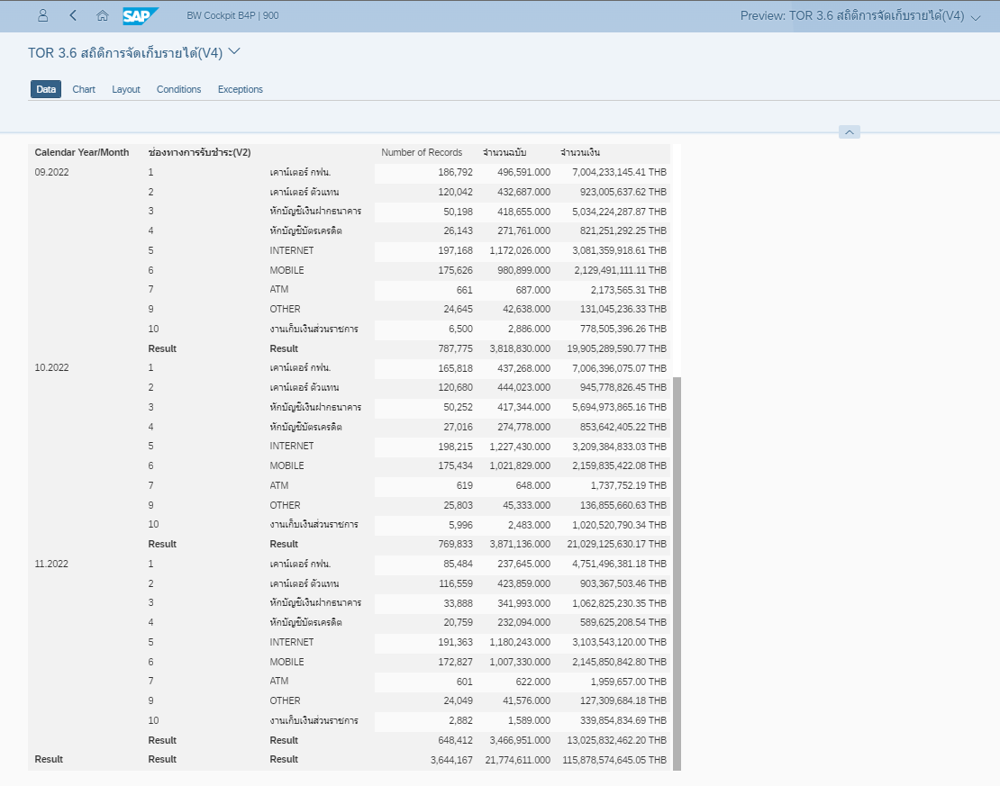 SAP BW Cockpit B4P | 900 Preview: TOR 3.6 สถิติการจัดเก็บรายได้(V4)
TOR 3.6 สถิติการจัดเก็บรายได้(V4)
Data Chart Layout Conditions Exceptions
Calendar Year/Month ช่องทางการรับชำระ(V2) Number of Records จำนวนฉบับ จำนวนเงิน
09.2022 1 เคาน์เตอร์ กฟน. 186,792 496,591.000 7,004,233,145.41 THB
2 เคาน์เตอร์ ตัวแทน 120,042 432,687.000 923,005,637.62 THB
3 หักบัญชีเงินฝากธนาคาร 50,198 418,655.000 5,034,224,287.87 THB
4 หักบัญชีบัตรเครดิต 26,143 271,761.000 821,251,292.25 THB
5 INTERNET 197,168 1,172,026.000 3,081,359,918.61 THB
6 MOBILE 175,626 980,899.000 2,129,491,111.11 THB
7 ATM 661 687.000 2,173,565.31 THB
9 OTHER 24,645 42,638.000 131,045,236.33 THB
10 งานเก็บเงินส่วนราชการ 6,500 2,886.000 778,505,396.26 THB
Result Result 787,775 3,818,830.000 19,905,289,590.77 THB
10.2022 1 เคาน์เตอร์ กฟน. 165,818 437,268.000 7,006,396,075.07 THB
2 เคาน์เตอร์ ตัวแทน 120,680 444,023.000 945,778,826.45 THB
3 หักบัญชีเงินฝากธนาคาร 50,252 417,344.000 5,694,973,865.16 THB
4 หักบัญชีบัตรเครดิต 27,016 274,778.000 853,642,405.22 THB
5 INTERNET 198,215 1,227,430.000 3,209,384,833.03 THB
6 MOBILE 175,434 1,021,829.000 2,159,835,422.08 THB
7 ATM 619 648.000 1,737,752.19 THB
9 OTHER 25,803 45,333.000 136,855,660.63 THB
10 งานเก็บเงินส่วนราชการ 5,996 2,483.000 1,020,520,790.34 THB
Result Result 769,833 3,871,136.000 21,029,125,630.17 THB
11.2022 1 เคาน์เตอร์ กฟน. 85,484 237,645.000 4,751,496,381.18 THB
2 เคาน์เตอร์ ตัวแทน 116,559 423,859.000 903,367,503.46 THB
3 หักบัญชีเงินฝากธนาคาร 33,888 341,993.000 1,062,825,230.35 THB
4 หักบัญชีบัตรเครดิต 20,759 232,094.000 589,625,208.54 THB
5 INTERNET 191,363 1,180,243.000 3,103,543,120.00 THB
6 MOBILE 172,827 1,007,330.000 2,145,850,842.80 THB
7 ATM 601 622.000 1,959,657.00 THB
9 OTHER 24,049 41,576.000 127,309,684.18 THB
10 งานเก็บเงินส่วนราชการ 2,882 1,589.000 339,854,834.69 THB
Result Result 648,412 3,466,951.000 13,025,832,462.20 THB
Result Result Result 3,644,167 21,774,611.000 115,878,574,645.05 THB